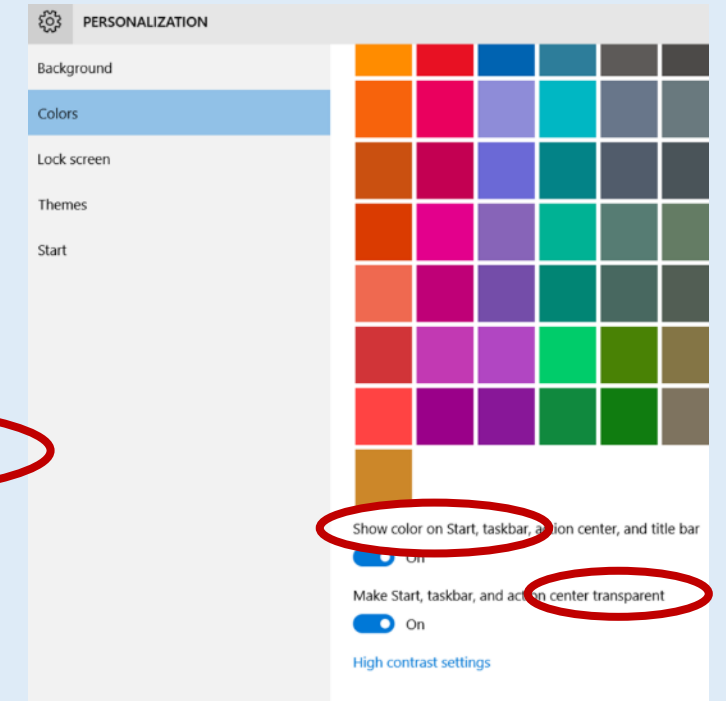 PERSONALIZATION
Background
Colors
Lock screen
Themes
Start
Show color on Start, taskbar, action center, and title bar
On
Make Start, taskbar, and action center transparent
On
High contrast settings